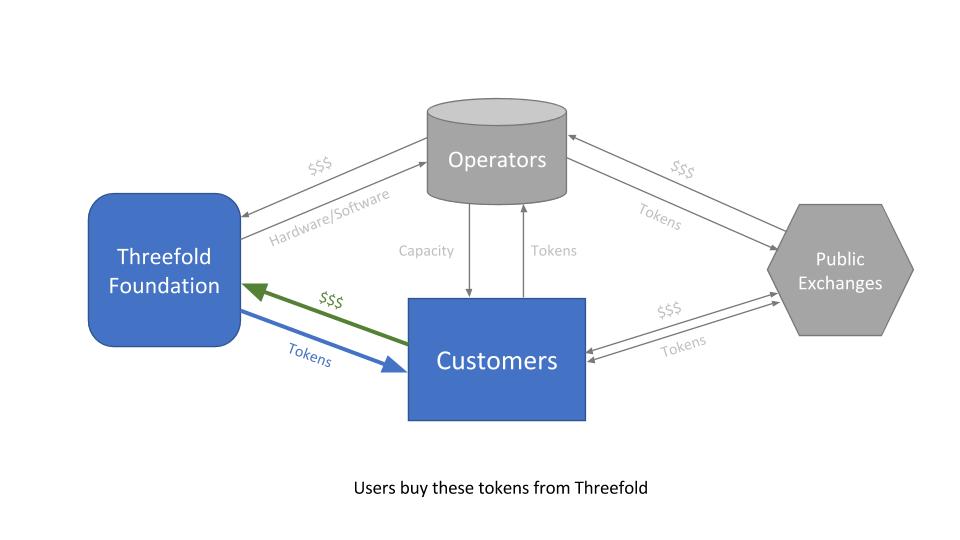 Operators
$$$
$$$
Hardware/Software
Tokens
Threefold
Foundation
Capacity
Tokens
Public
Exchanges
$$$
$$$
Tokens
Tokens
Customers
Users buy these tokens from Threefold